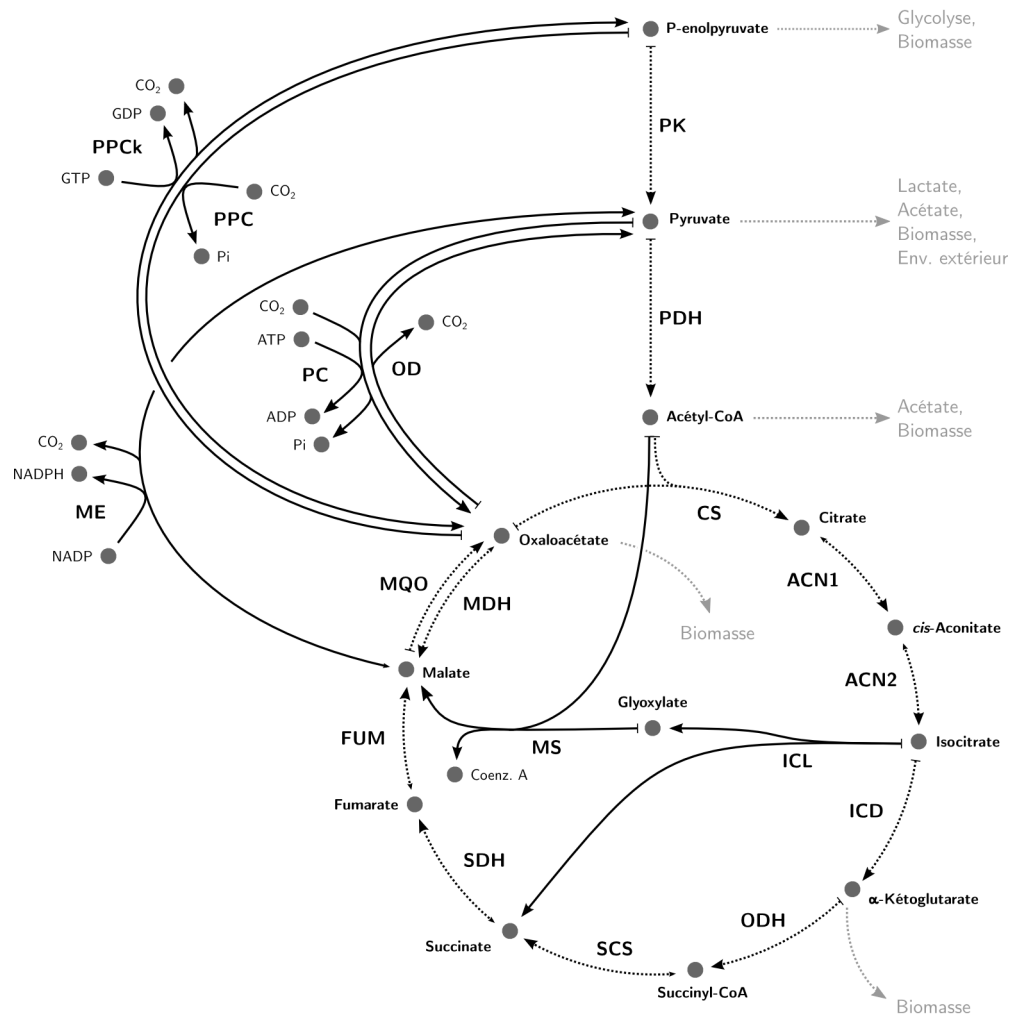 P-enolpyruvate
Glycolyse,
Biomasse
CO₂
GDP
PPCk
GTP
CO₂
PPC
Pi
PK
Pyruvate
Lactate,
Acétate,
Biomasse,
Env. extérieur
CO₂
ATP
PC
ADP
Pi
CO₂
OD
PDH
Acétyl-CoA
Acétate,
Biomasse
CO₂
NADPH
ME
NADP
CS
Oxaloacétate
Citrate
MQO
MDH
ACN1
Biomasse
cis-Aconitate
Malate
ACN2
Glyoxylate
FUM
MS
ICL
Isocitrate
Coenz. A
Fumarate
ICD
SDH
α-Kétoglutarate
ODH
Succinate
SCS
Succinyl-CoA
Biomasse